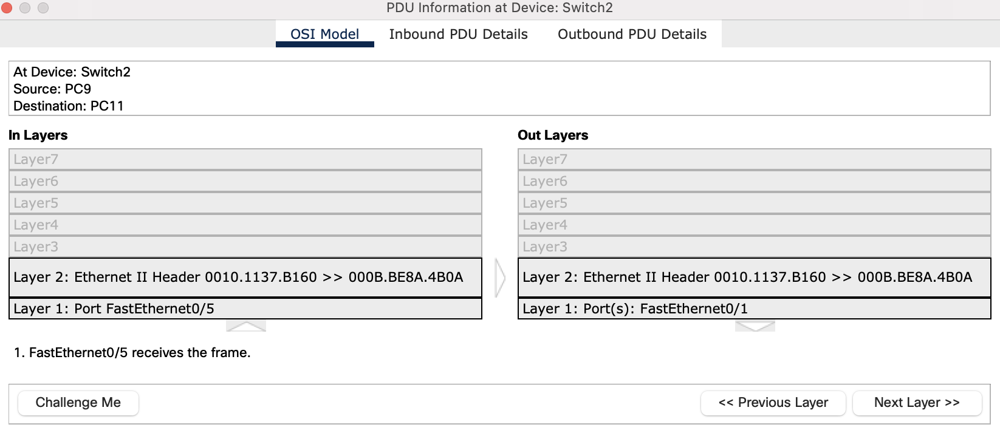 PDU Information at Device: Switch2
OSI Model Inbound PDU Details Outbound PDU Details
At Device: Switch2
Source: PC9
Destination: PC11
In Layers
Layer7
Layer6
Layer5
Layer4
Layer3
Layer 2: Ethernet II Header 0010.1137.B160 >> 000B.BE8A.4B0A
Layer 1: Port FastEthernet0/5
Out Layers
Layer7
Layer6
Layer5
Layer4
Layer3
Layer 2: Ethernet II Header 0010.1137.B160 >> 000B.BE8A.4B0A
Layer 1: Port(s): FastEthernet0/1
1. FastEthernet0/5 receives the frame.
Challenge Me << Previous Layer Next Layer >>